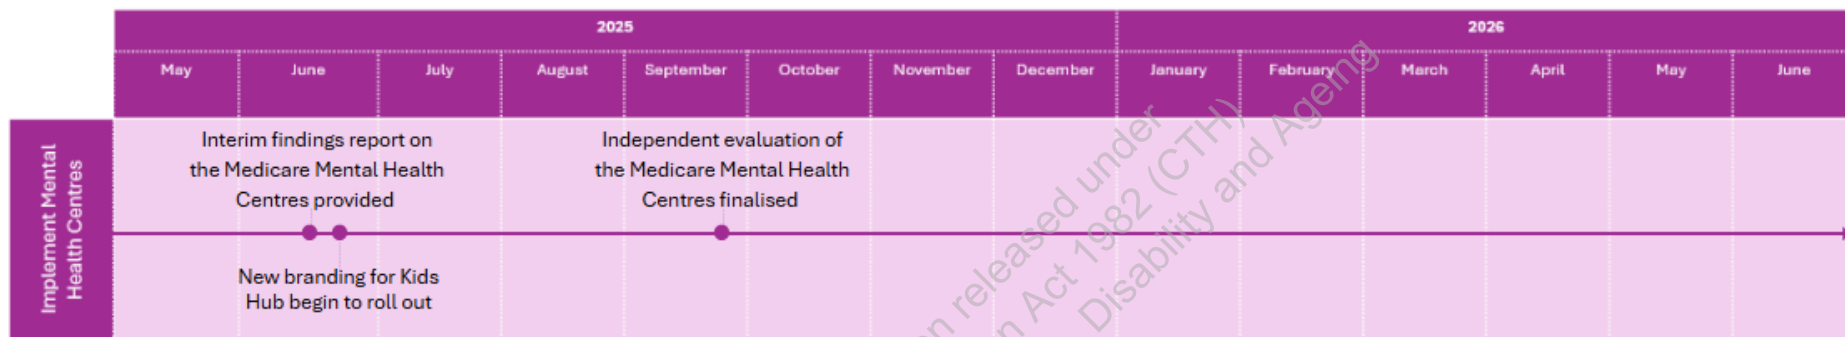 2025
2026
May
June
July
August
September
October
November
December
January
February
March
April
May
June
Implement Mental
Health Centres
Interim findings report on
the Medicare Mental Health
Centres provided
Independent evaluation of
the Medicare Mental Health
Centres finalised
New branding for Kids
Hub begin to roll out
released under
Act 1982 (CTH)
Disability and Ageing